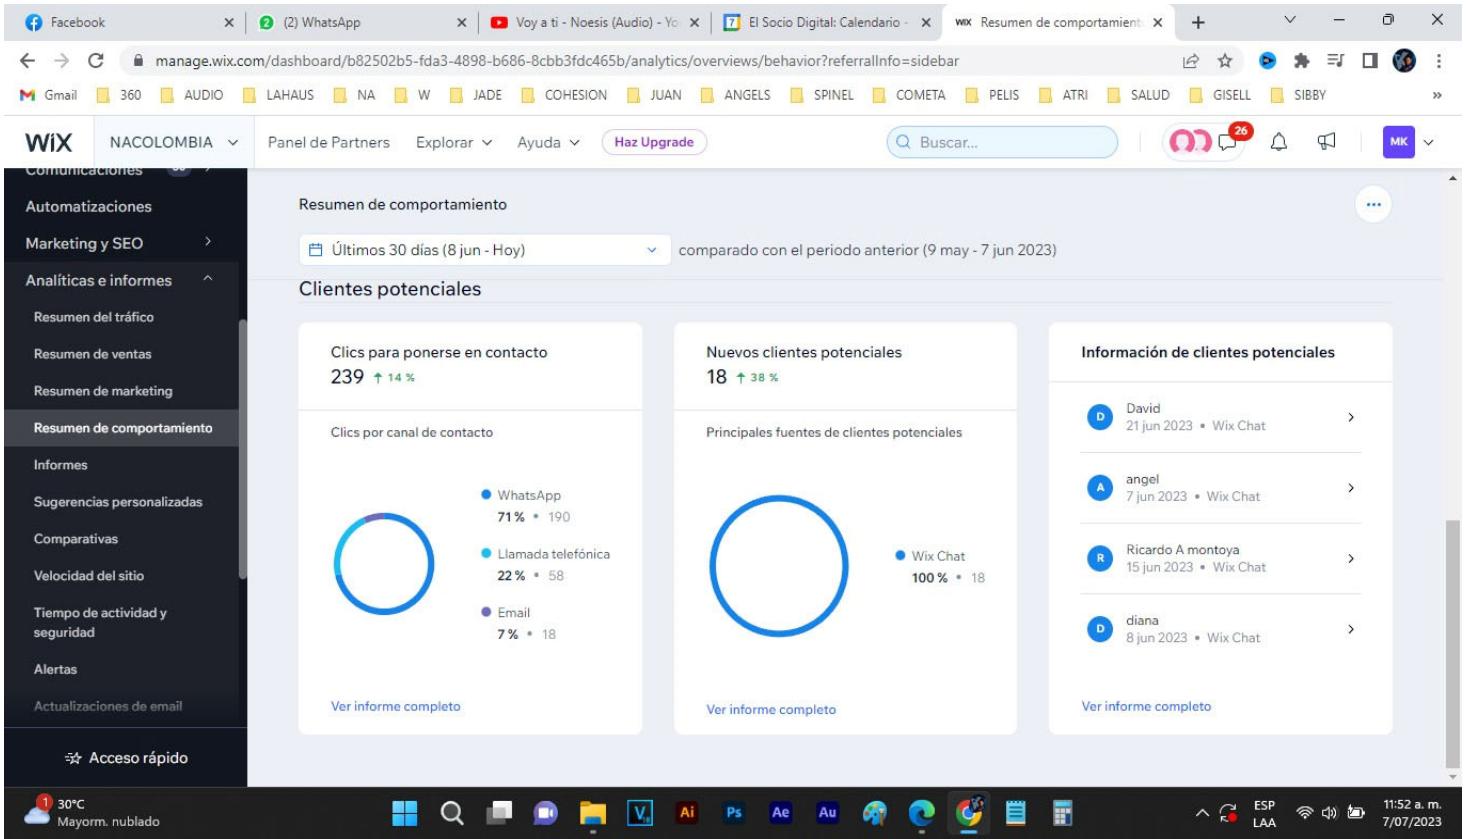 Facebook
(2) WhatsApp
Voy a ti - Noesis (Audio) - Yo
El Socio Digital: Calendario -
WIX Resumen de comportamient
manage.wix.com/dashboard/b82502b5-fda3-4898-b686-8cbb3fdc465b/analytics/overviews/behavior?referralInfo=sidebar
Gmail 360 AUDIO LAHAUS NA W JADE COHESION JUAN ANGELS SPINEL COMETA PELIS ATRI SALUD GISELL SIBBY »
WiX NACOLOMBIA Panel de Partners Explorar Ayuda Haz Upgrade Buscar... 26 MK
Comunicaciones
Automatizaciones
Marketing y SEO
Analíticas e informes
Resumen del tráfico
Resumen de ventas
Resumen de marketing
Resumen de comportamiento
Informes
Sugerencias personalizadas
Comparativas
Velocidad del sitio
Tiempo de actividad y
seguridad
Alertas
Actualizaciones de email
Acceso rápido
Resumen de comportamiento
Últimos 30 días (8 jun - Hoy) comparado con el periodo anterior (9 may - 7 jun 2023)
Clientes potenciales
Clics para ponerse en contacto
239 ↑ 14 %
Clics por canal de contacto
WhatsApp
71 % • 190
Llamada telefónica
22 % • 58
Email
7 % • 18
Ver informe completo
Nuevos clientes potenciales
18 ↑ 38 %
Principales fuentes de clientes potenciales
Wix Chat
100 % • 18
Ver informe completo
Información de clientes potenciales
D David
21 jun 2023 • Wix Chat
A angel
7 jun 2023 • Wix Chat
R Ricardo A montoya
15 jun 2023 • Wix Chat
D diana
8 jun 2023 • Wix Chat
Ver informe completo
1 30°C
Mayorm. nublado
V Ai Ps Ae Au
ESP
LAA
11:52 a. m.
7/07/2023